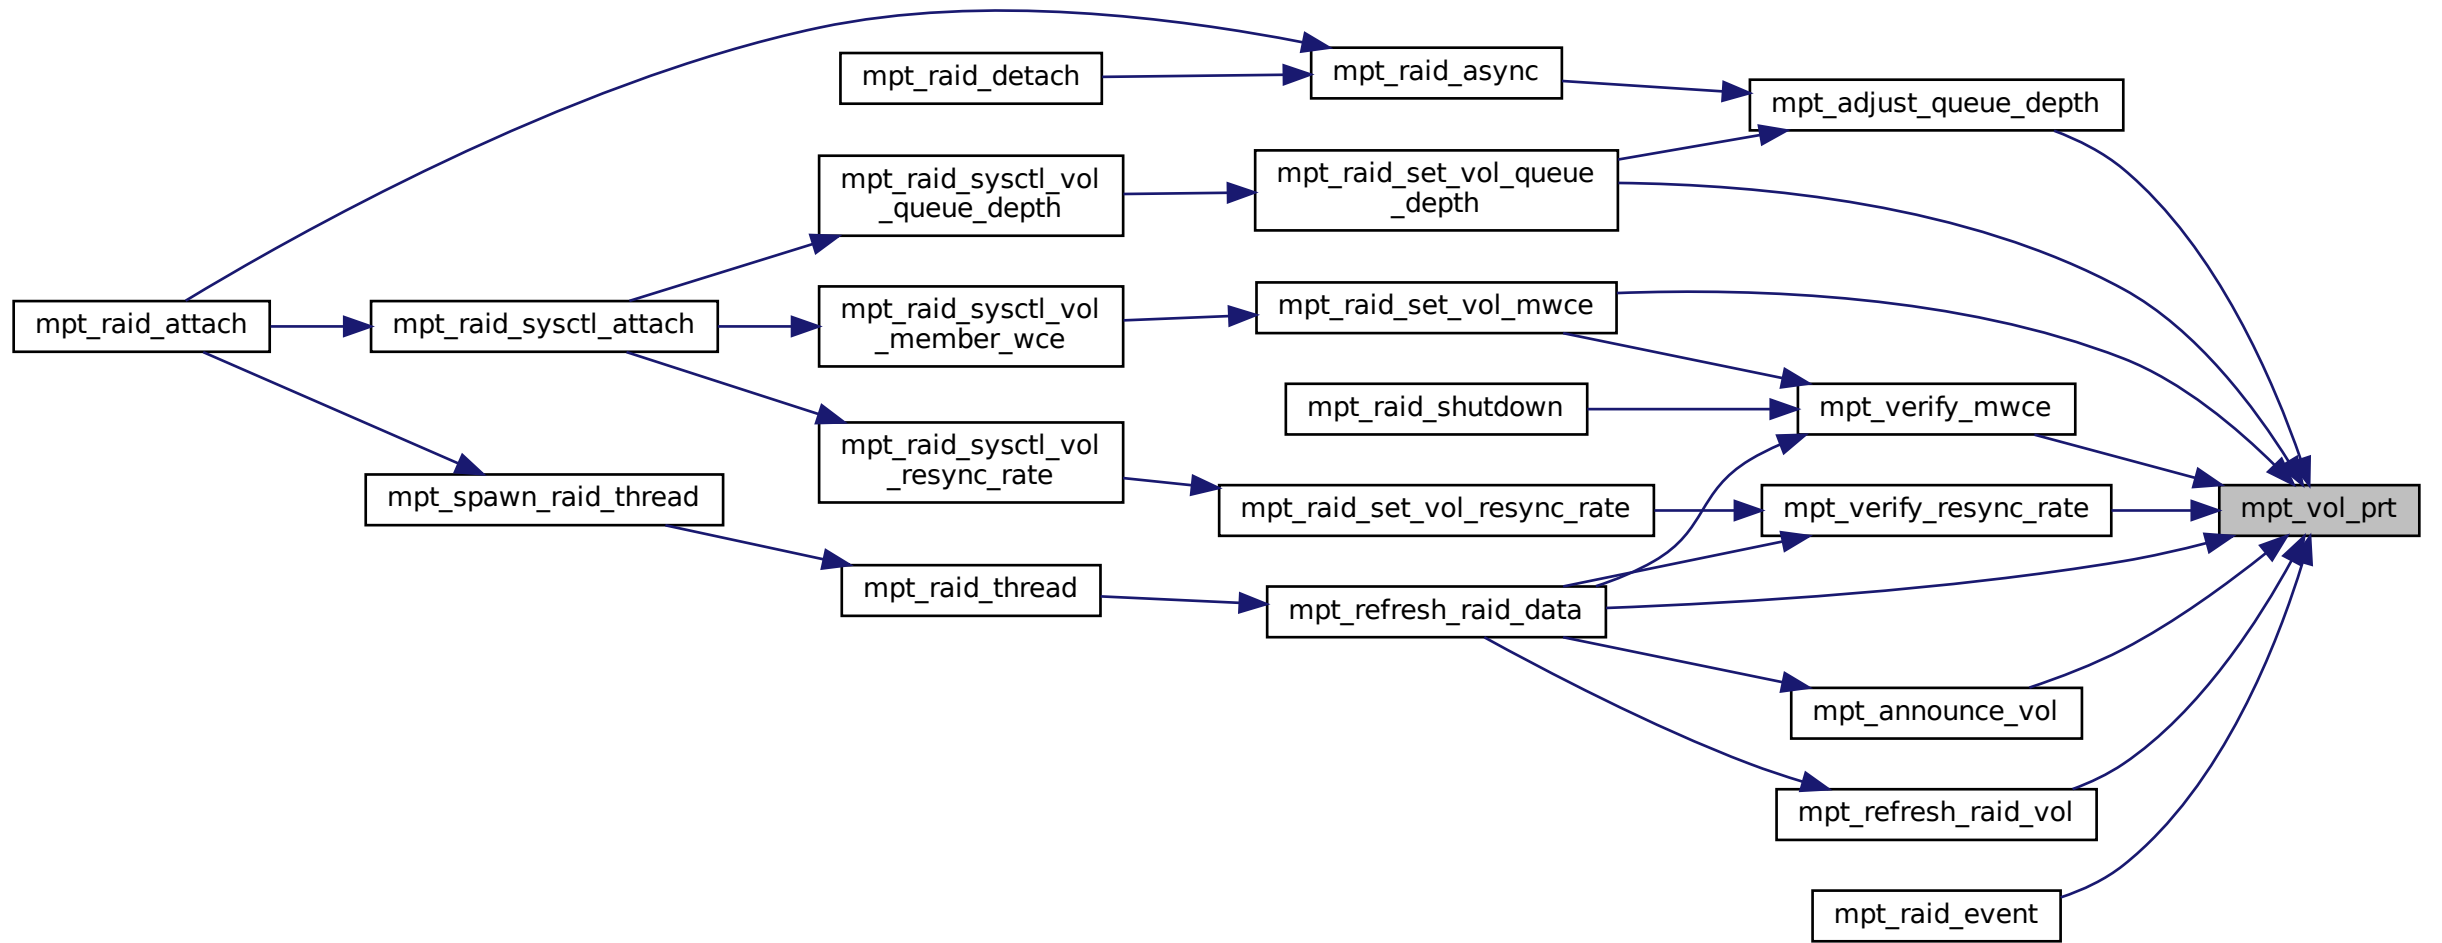 mpt_raid_async
mpt_raid_detach
mpt_adjust_queue_depth
mpt_raid_set_vol_queue
_depth
mpt_raid_sysctl_vol
_queue_depth
mpt_raid_attach
mpt_raid_sysctl_attach
mpt_raid_sysctl_vol
_member_wce
mpt_raid_set_vol_mwce
mpt_raid_shutdown
mpt_verify_mwce
mpt_raid_sysctl_vol
_resync_rate
mpt_spawn_raid_thread
mpt_raid_set_vol_resync_rate
mpt_verify_resync_rate
mpt_vol_prt
mpt_raid_thread
mpt_refresh_raid_data
mpt_announce_vol
mpt_refresh_raid_vol
mpt_raid_event